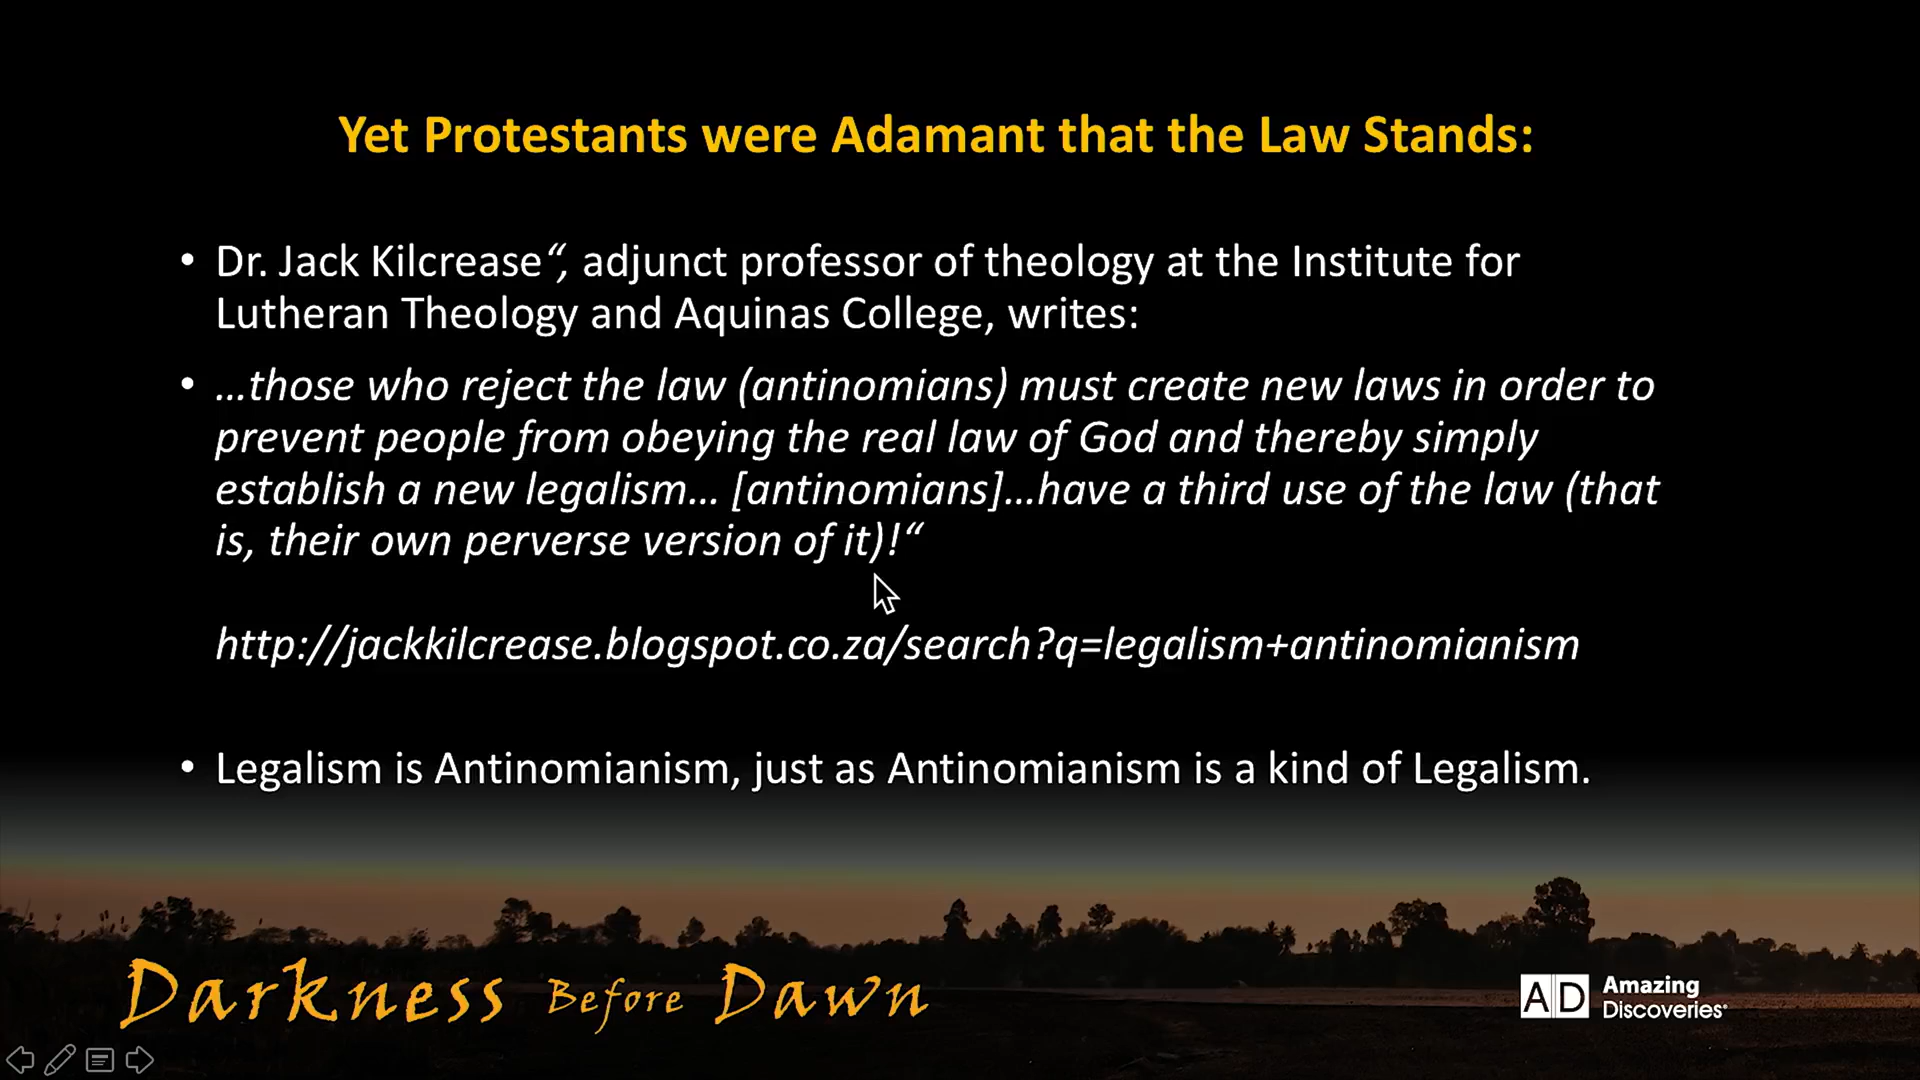 Yet Protestants were Adamant that the Law Stands:
• Dr. Jack Kilcrease“, adjunct professor of theology at the Institute for
Lutheran Theology and Aquinas College, writes:
• …those who reject the law (antinomians) must create new laws in order to
prevent people from obeying the real law of God and thereby simply
establish a new legalism… [antinomians]…have a third use of the law (that
is, their own perverse version of it)!“
http://jackkilcrease.blogspot.co.za/search?q=legalism+antinomianism
• Legalism is Antinomianism, just as Antinomianism is a kind of Legalism.
Darkness Before Dawn
AD Amazing
Discoveries